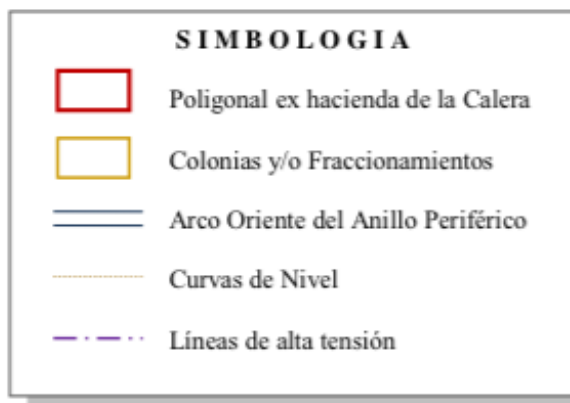 SIMBOLOGIA
Poligonal ex hacienda de la Calera
Colonias y/o Fraccionamientos
Arco Oriente del Anillo Periférico
Curvas de Nivel
Líneas de alta tensión